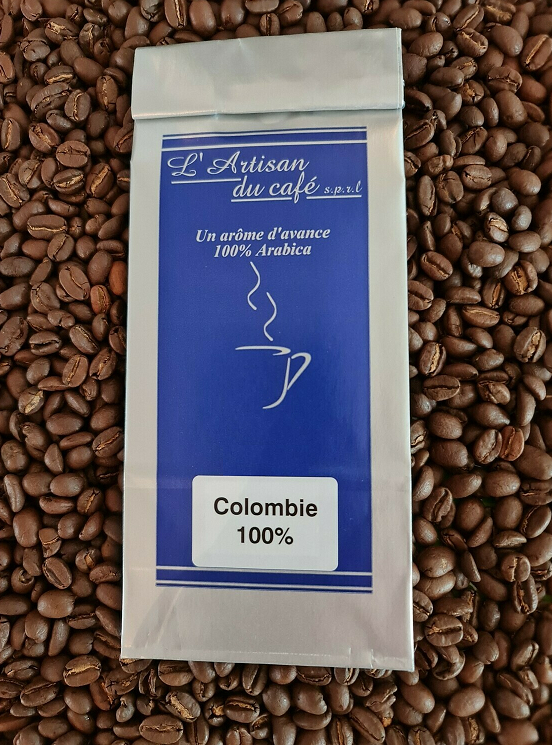 L' Artisan
du café s.p.r.l
Un arôme d'avance
100% Arabica
Colombie
100%